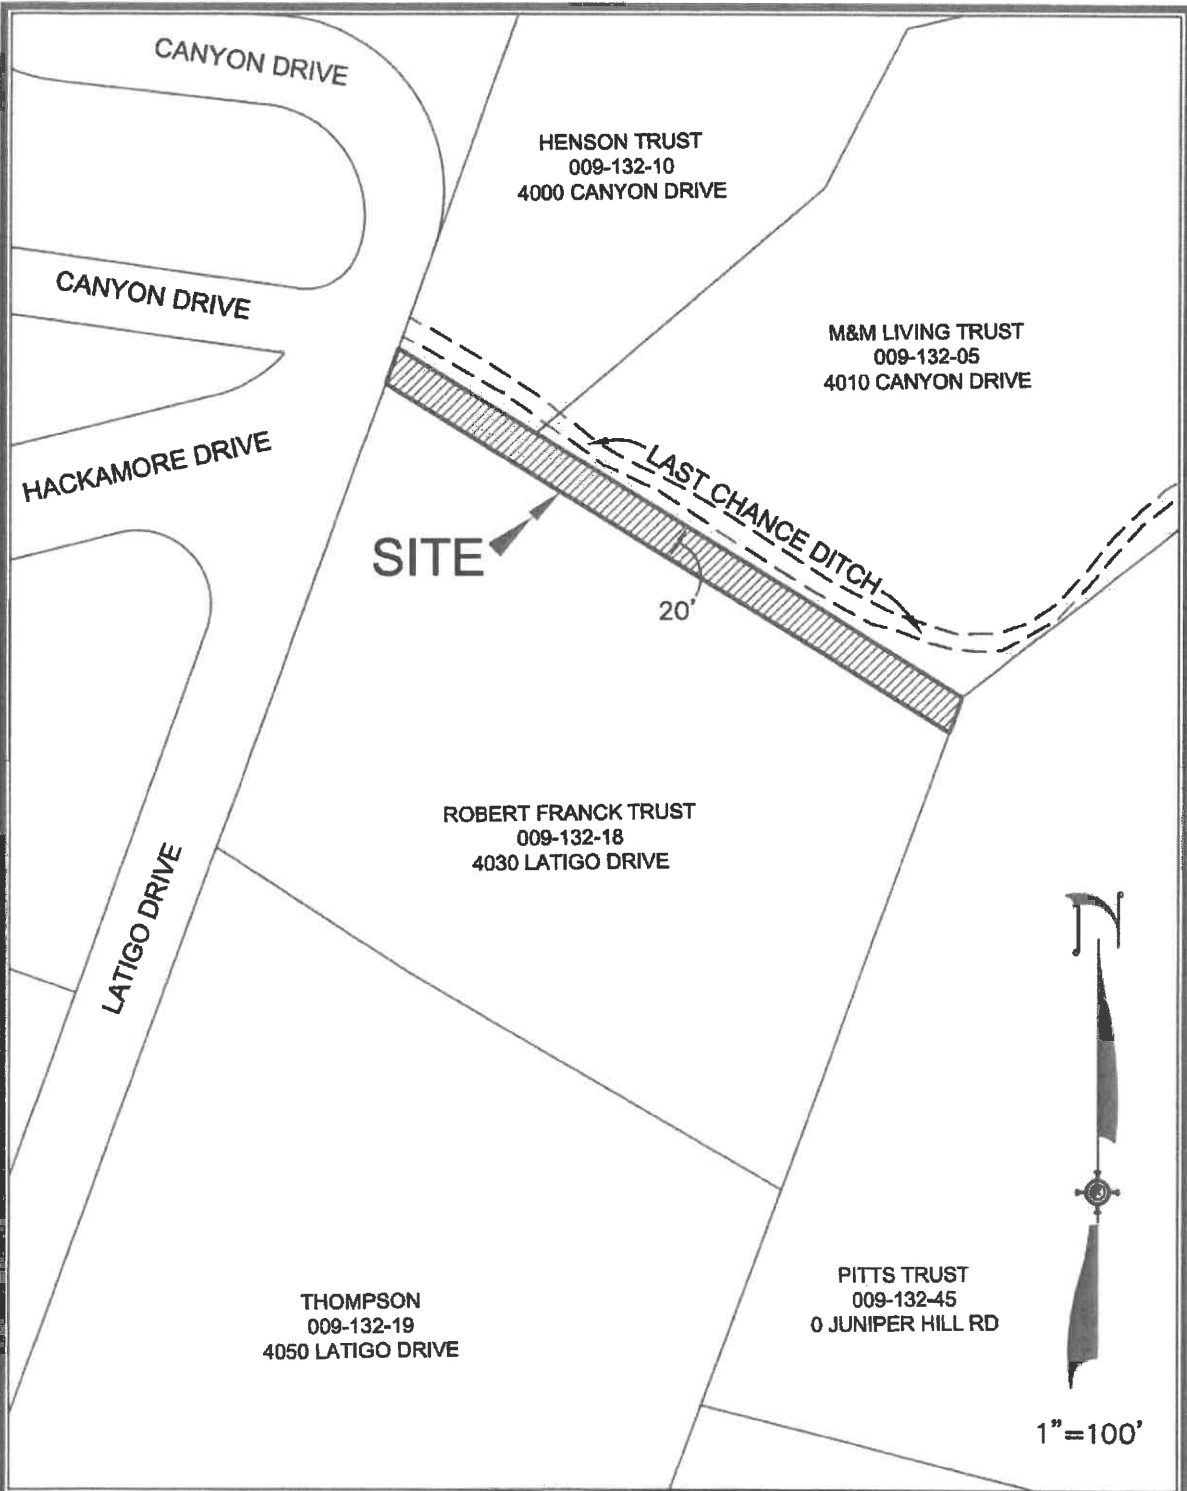 CANYON DRIVE
HENSON TRUST
009-132-10
4000 CANYON DRIVE
CANYON DRIVE
M&M LIVING TRUST
009-132-05
4010 CANYON DRIVE
HACKAMORE DRIVE
LAST CHANCE DITCH
SITE
20'
ROBERT FRANCK TRUST
009-132-18
4030 LATIGO DRIVE
LATIGO DRIVE
N
THOMPSON
009-132-19
4050 LATIGO DRIVE
PITTS TRUST
009-132-45
0 JUNIPER HILL RD
1"=100'